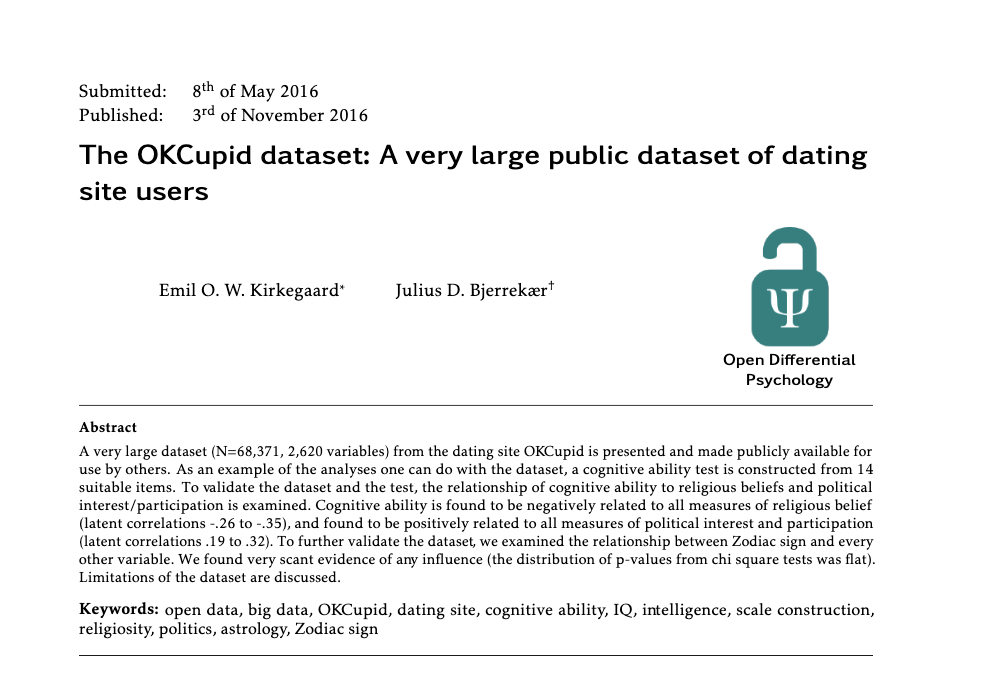 Submitted: 8th of May 2016
Published: 3rd of November 2016
The OKCupid dataset: A very large public dataset of dating
site users
Emil O. W. Kirkegaard* Julius D. Bjerrekær†
Ψ
Open Differential
Psychology
Abstract
A very large dataset (N=68,371, 2,620 variables) from the dating site OKCupid is presented and made publicly available for
use by others. As an example of the analyses one can do with the dataset, a cognitive ability test is constructed from 14
suitable items. To validate the dataset and the test, the relationship of cognitive ability to religious beliefs and political
interest/participation is examined. Cognitive ability is found to be negatively related to all measures of religious belief
(latent correlations -.26 to -.35), and found to be positively related to all measures of political interest and participation
(latent correlations .19 to .32). To further validate the dataset, we examined the relationship between Zodiac sign and every
other variable. We found very scant evidence of any influence (the distribution of p-values from chi square tests was flat).
Limitations of the dataset are discussed.
Keywords: open data, big data, OKCupid, dating site, cognitive ability, IQ, intelligence, scale construction,
religiosity, politics, astrology, Zodiac sign